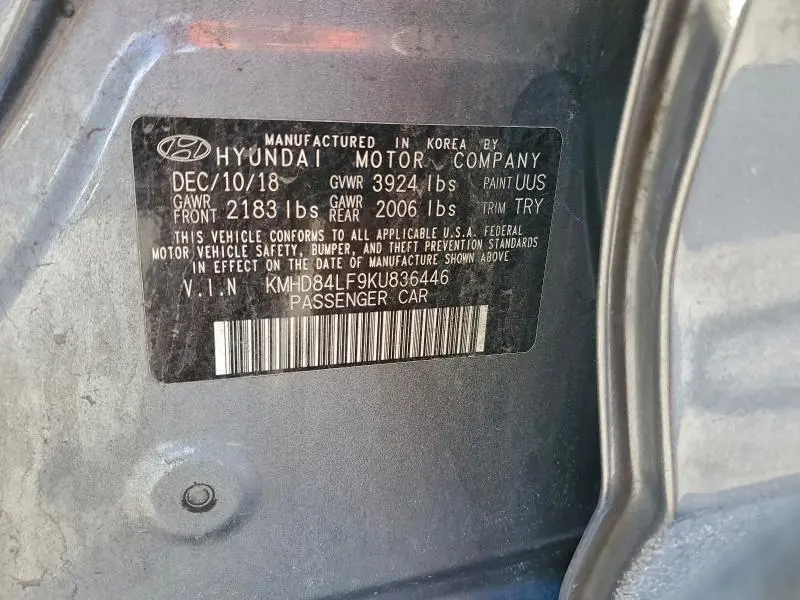 MANUFACTURED IN KOREA BY
HYUNDAI MOTOR COMPANY
DEC/10/18 GVWR 3924 lbs PAINT UUS
GAWR FRONT 2183 lbs GAWR REAR 2006 lbs TRIM TRY
THIS VEHICLE CONFORMS TO ALL APPLICABLE U.S.A. FEDERAL
MOTOR VEHICLE SAFETY, BUMPER, AND THEFT PREVENTION STANDARDS
IN EFFECT ON THE DATE OF MANUFACTURE SHOWN ABOVE
V.I.N KMHD84LF9KU836446
PASSENGER CAR